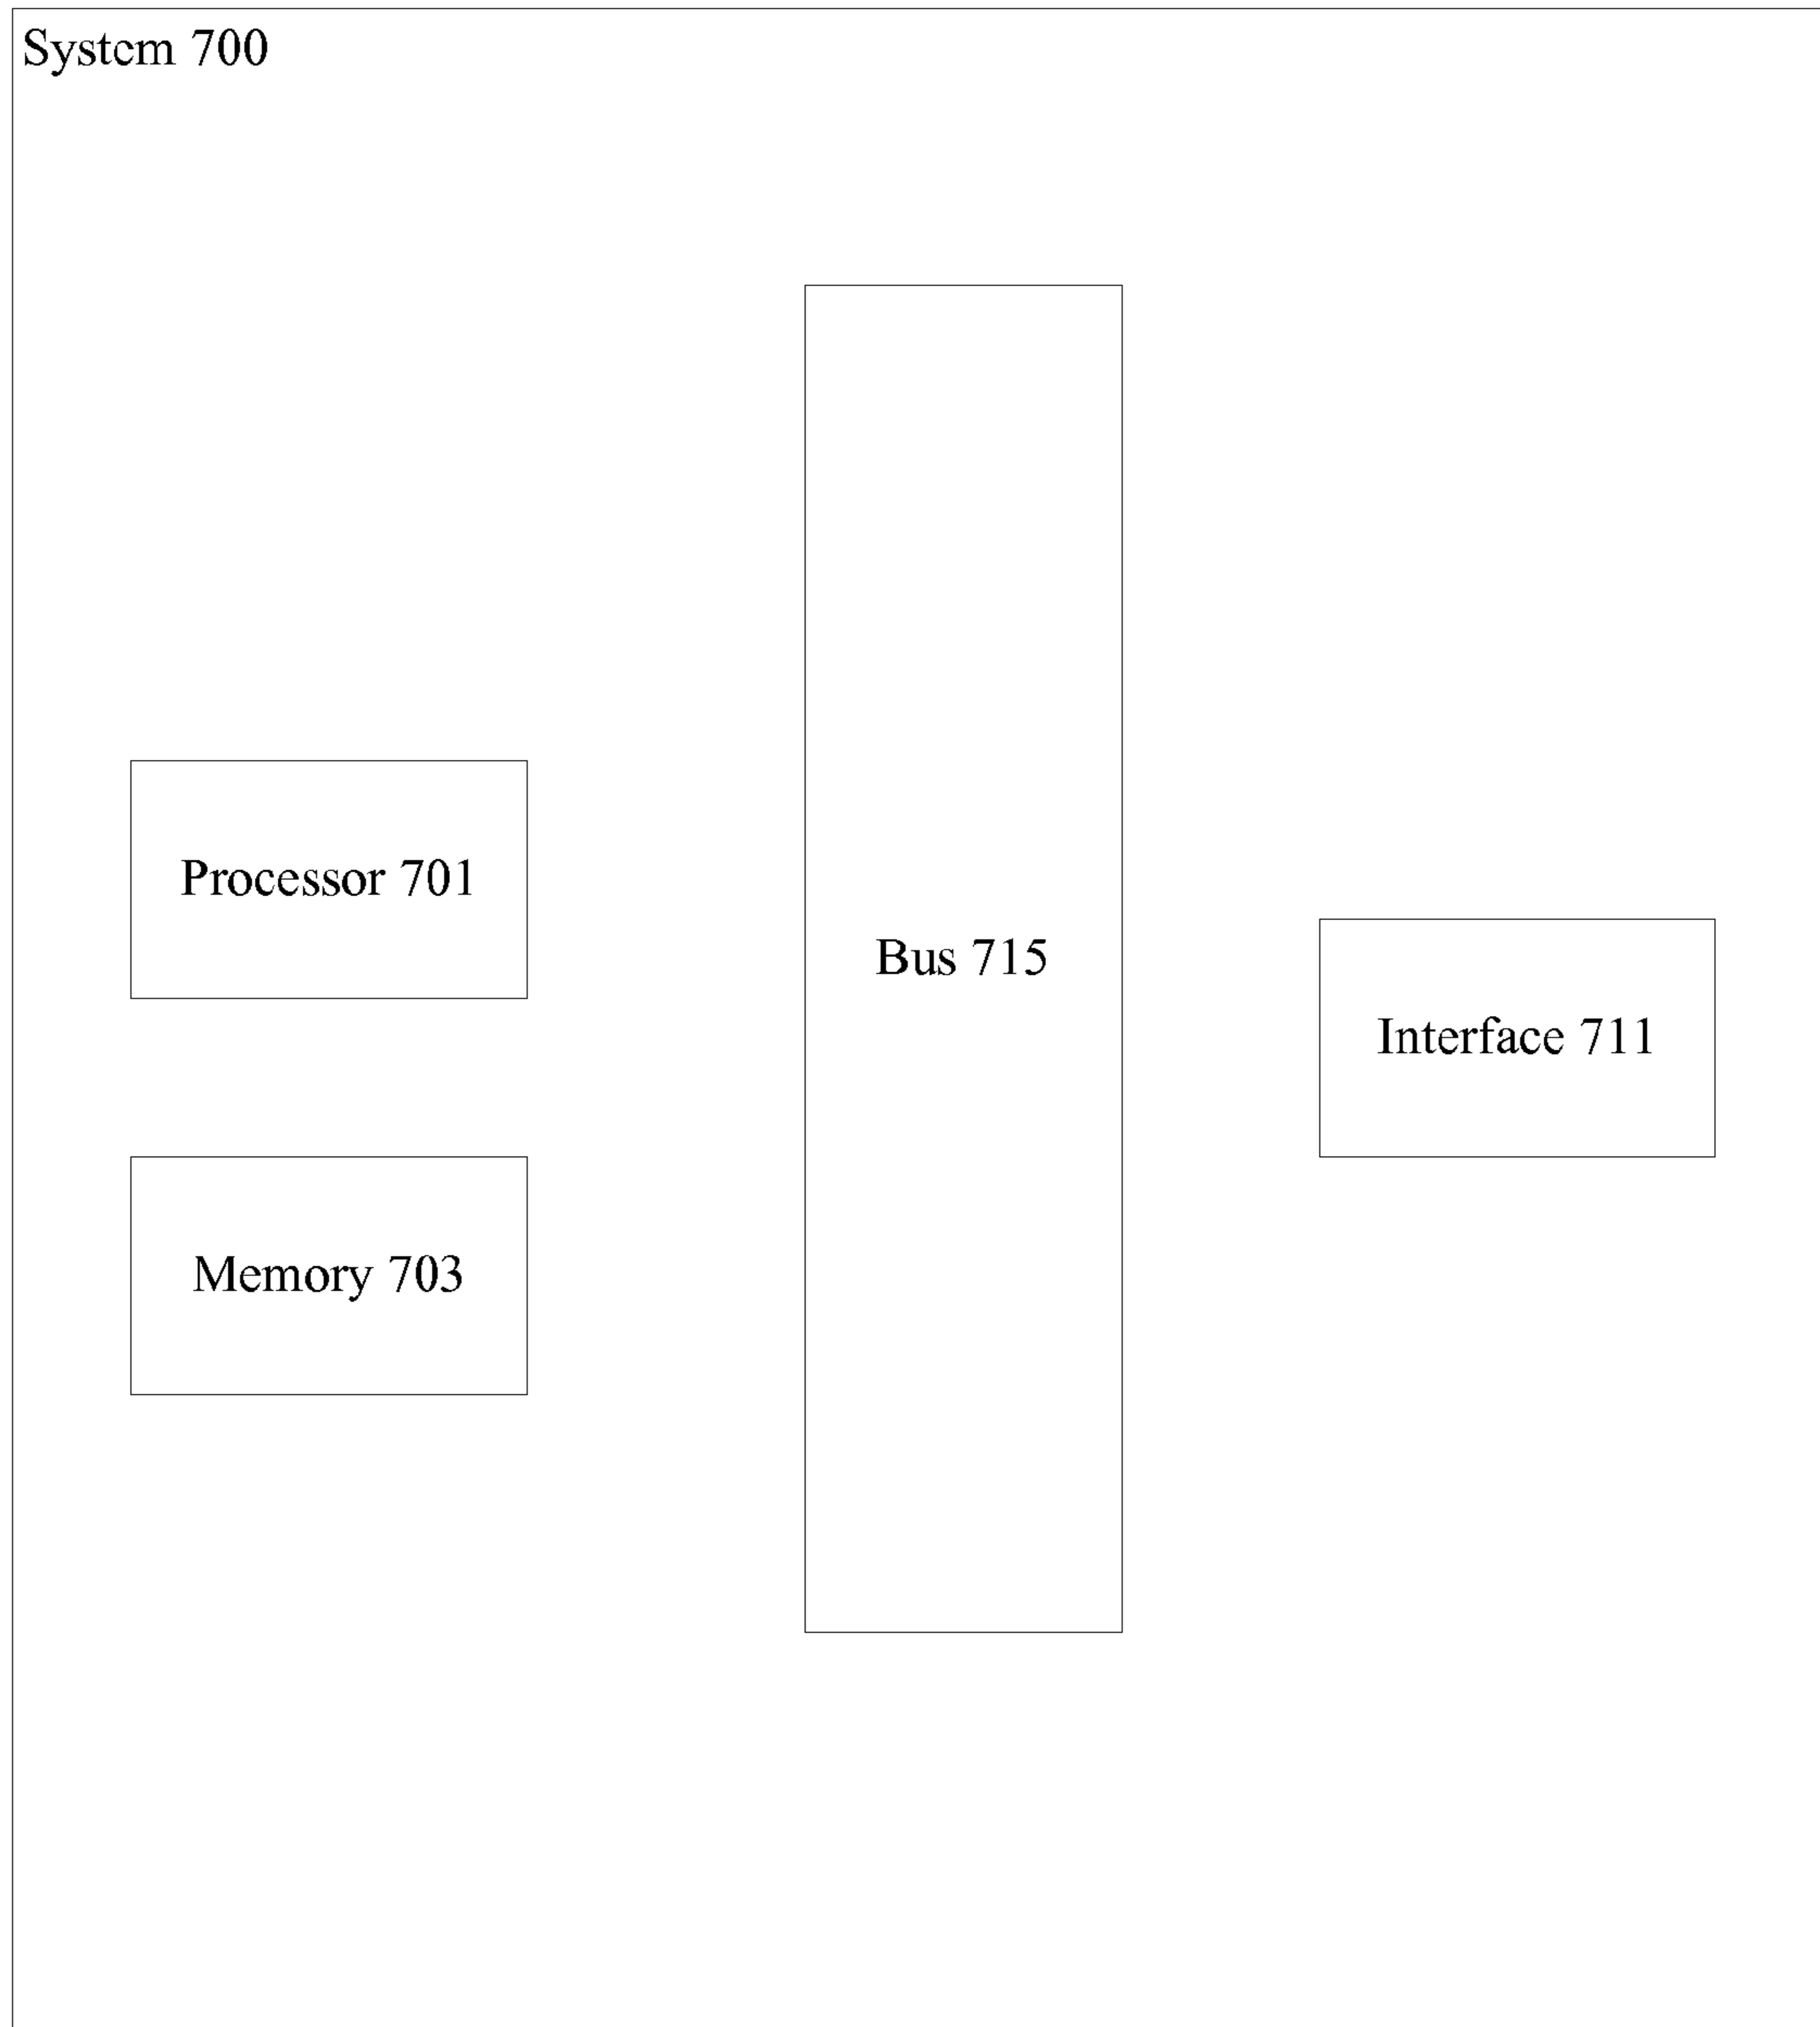 System 700
Processor 701
Bus 715
Interface 711
Memory 703